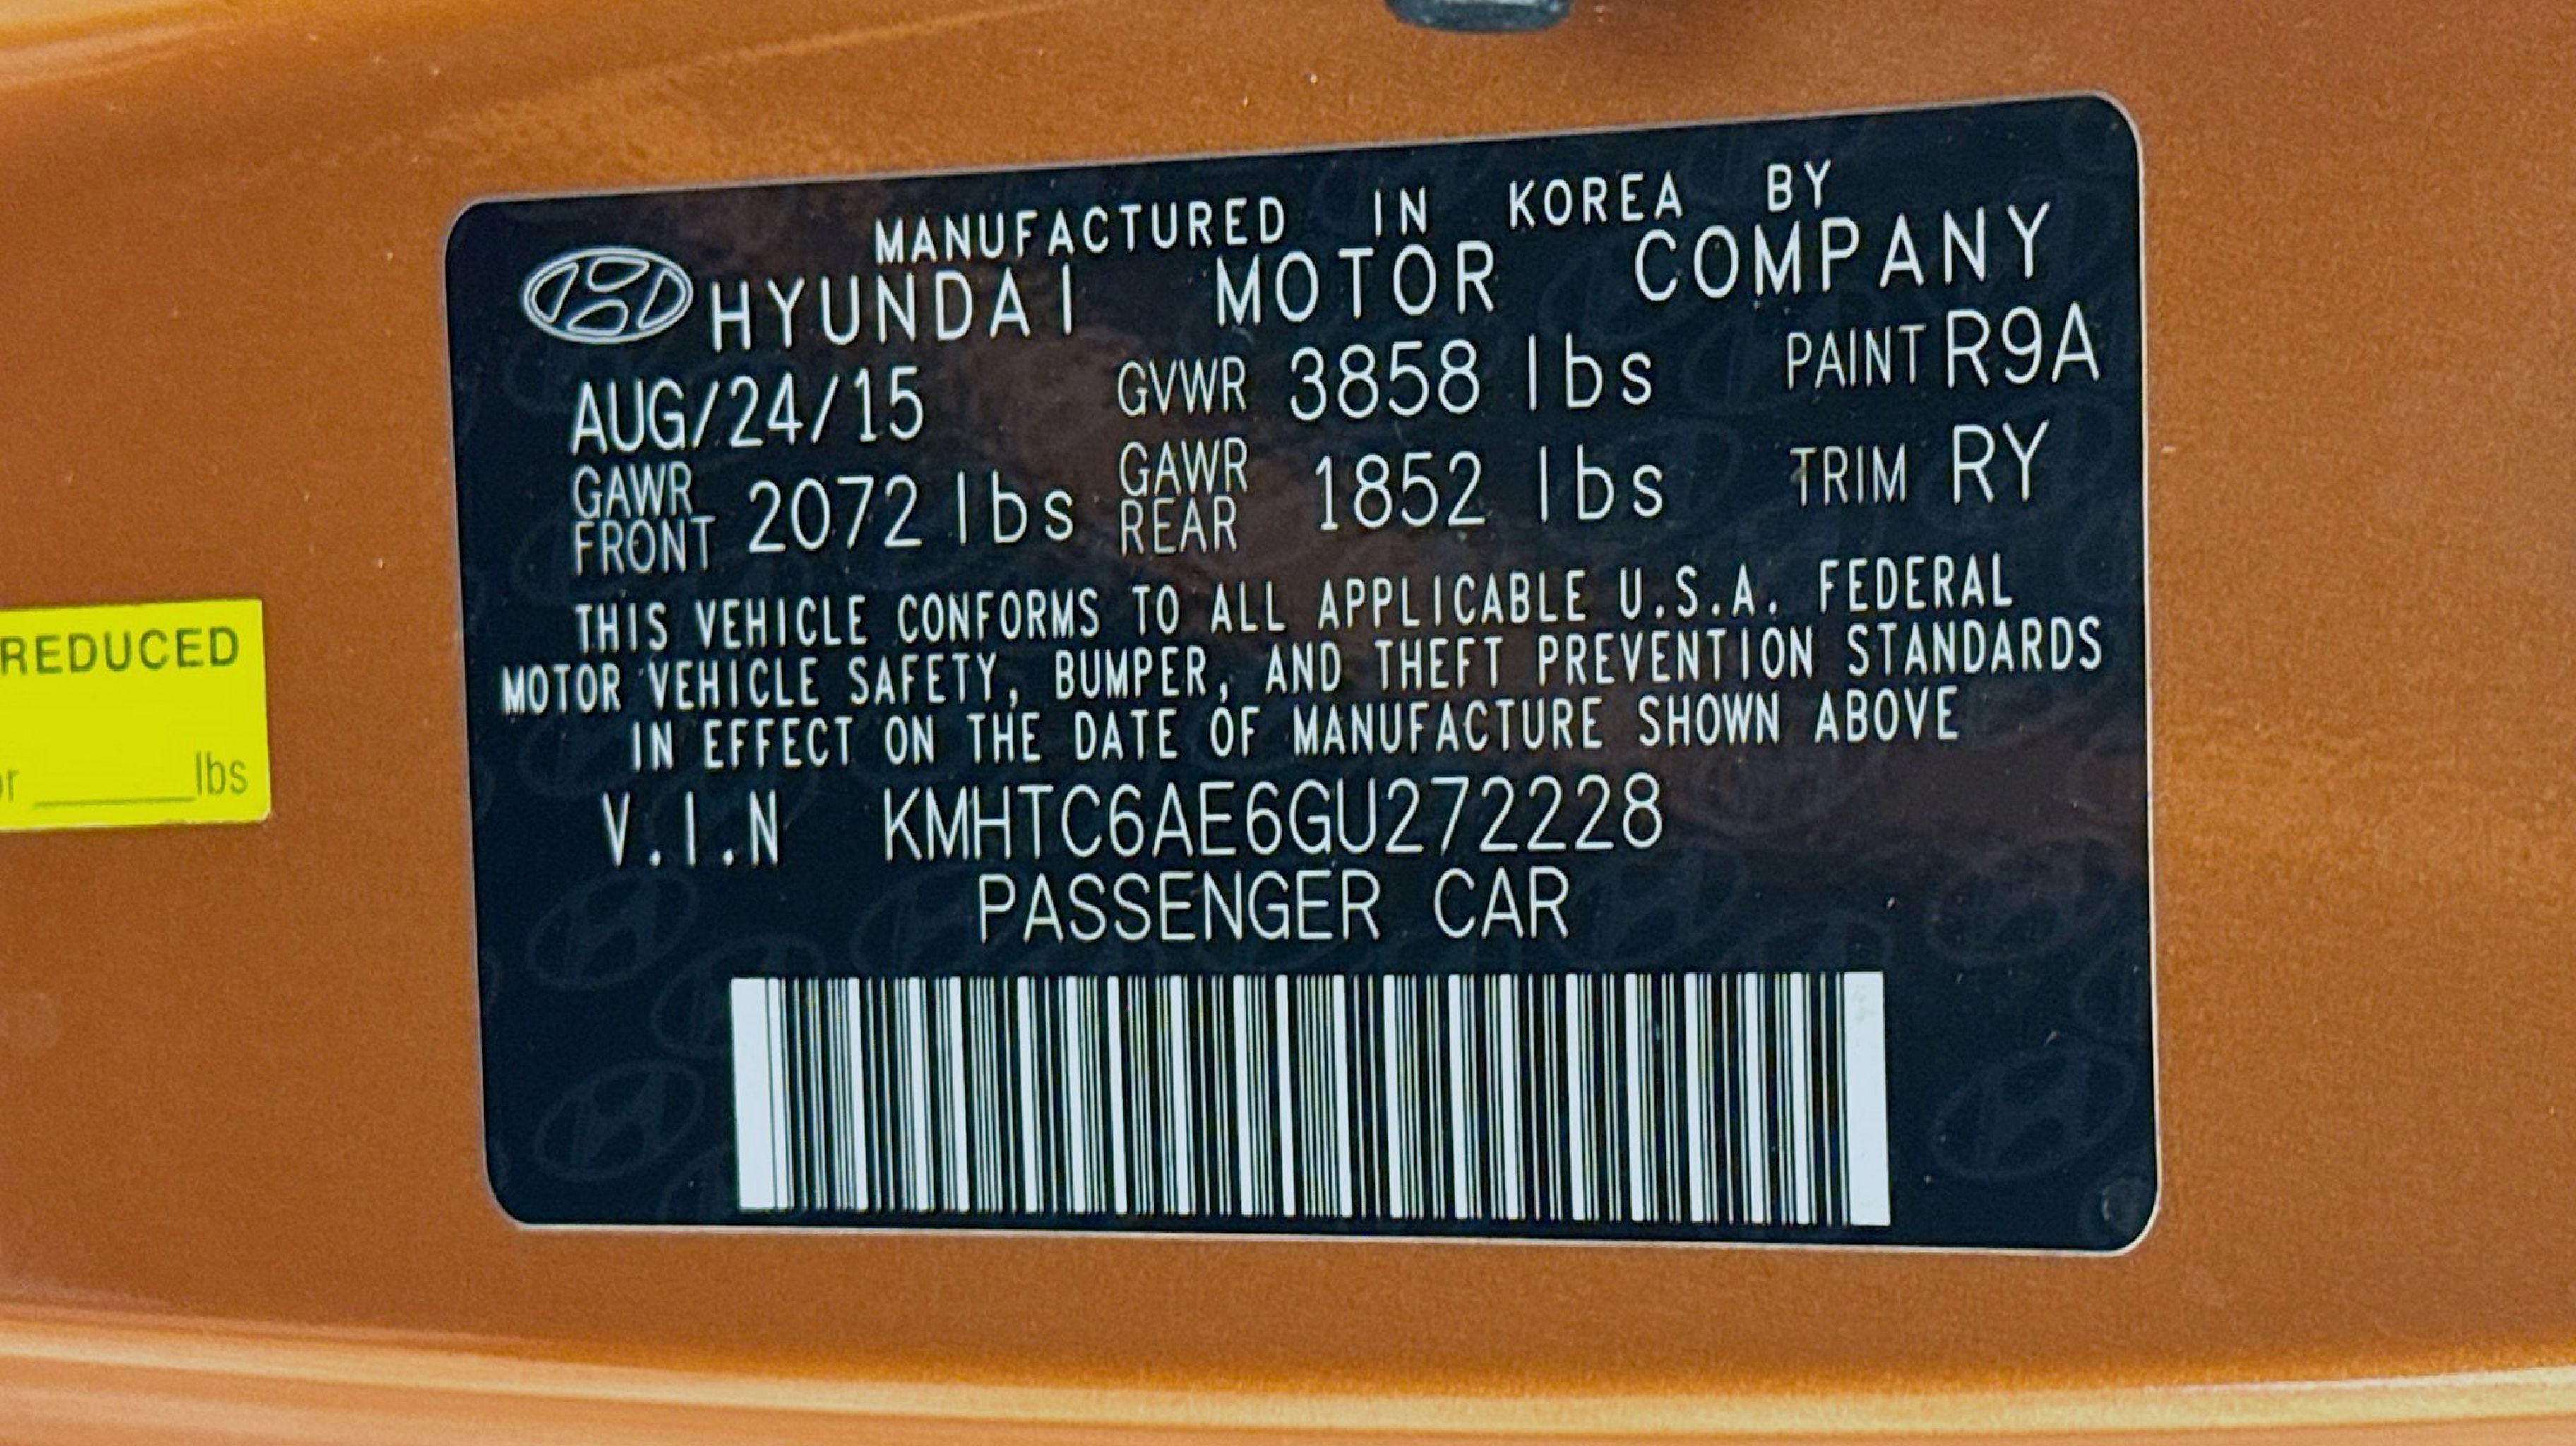 MANUFACTURED IN KOREA BY
HYUNDAI MOTOR COMPANY
AUG/24/15 GVWR 3858 lbs PAINT R9A
GAWR FRONT 2072 lbs GAWR REAR 1852 lbs TRIM RY
THIS VEHICLE CONFORMS TO ALL APPLICABLE U.S.A. FEDERAL
MOTOR VEHICLE SAFETY, BUMPER, AND THEFT PREVENTION STANDARDS
IN EFFECT ON THE DATE OF MANUFACTURE SHOWN ABOVE
V.I.N KMHTC6AE6GU272228
PASSENGER CAR
REDUCED
lbs